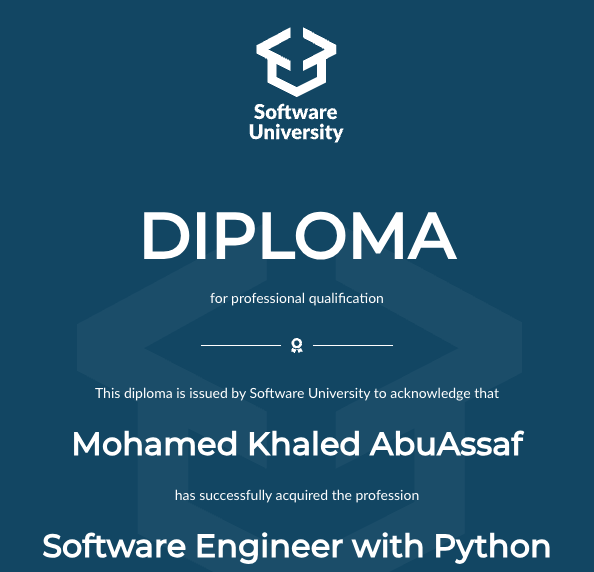 Software
University
DIPLOMA
for professional qualification
This diploma is issued by Software University to acknowledge that
Mohamed Khaled AbuAssaf
has successfully acquired the profession
Software Engineer with Python